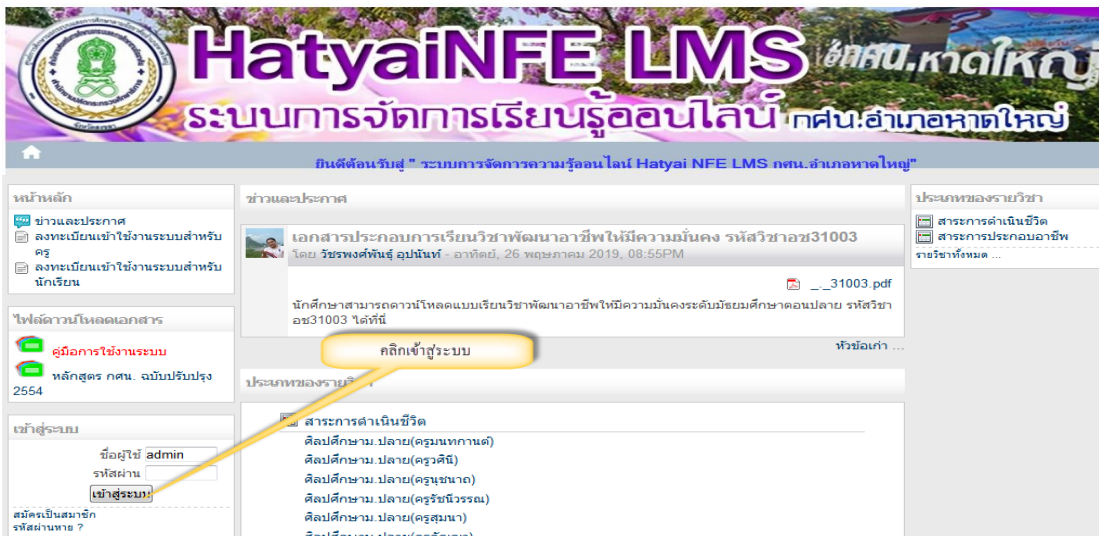 HatyaiNFE LMS
กศน.หาดใหญ่
ระบบการจัดการเรียนรู้ออนไลน์ กศน.อำเภอหาดใหญ่
ยินดีต้อนรับสู่ " ระบบการจัดการความรู้ออนไลน์ Hatyai NFE LMS กศน.อำเภอหาดใหญ่"
หน้าหลัก
ข่าวและประกาศ
ลงทะเบียนเข้าใช้งานระบบสำหรับ
ครู
ลงทะเบียนเข้าใช้งานระบบสำหรับ
นักเรียน
ไฟล์ดาวน์โหลดเอกสาร
คู่มือการใช้งานระบบ
หลักสูตร กศน. ฉบับปรับปรุง
2554
เข้าสู่ระบบ
ชื่อผู้ใช้ admin
รหัสผ่าน
เข้าสู่ระบบ
สมัครเป็นสมาชิก
รหัสผ่านหาย ?
ข่าวและประกาศ
เอกสารประกอบการเรียนวิชาพัฒนาอาชีพให้มีความมั่นคง รหัสวิชาอช31003
โดย วัชรพงศ์พันธุ์ อุปนันท์ - อาทิตย์, 26 พฤษภาคม 2019, 08:55PM
_._31003.pdf
นักศึกษาสามารถดาวน์โหลดแบบเรียนวิชาพัฒนาอาชีพให้มีความมั่นคงระดับมัธยมศึกษาตอนปลาย รหัสวิชา
อช31003 ได้ที่นี่
หัวข้อเก่า ...
คลิกเข้าสู่ระบบ
ประเภทของรายวิชา
สาระการดำเนินชีวิต
ศิลปศึกษาม.ปลาย(ครูมนทกานต์)
ศิลปศึกษาม.ปลาย(ครูวศินี)
ศิลปศึกษาม.ปลาย(ครูนุชนาถ)
ศิลปศึกษาม.ปลาย(ครูรัชนีวรรณ)
ศิลปศึกษาม.ปลาย(ครูสุมนา)
ประเภทของรายวิชา
สาระการดำเนินชีวิต
สาระการประกอบอาชีพ
รายวิชาทั้งหมด ...